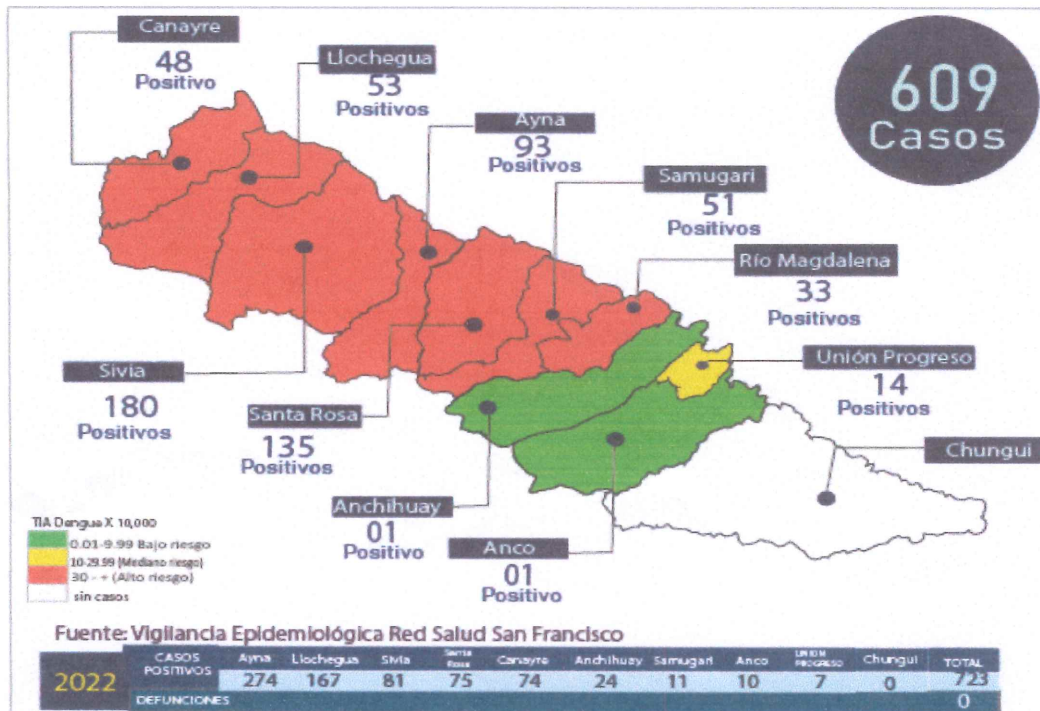 Canayre
48
Positivo
Llochegua
53
Positivos
Ayna
93
Positivos
Samugari
51
Positivos
Río Magdalena
33
Positivos
Unión Progreso
14
Positivos
Chungui
609
Casos
Sivia
180
Positivos
Santa Rosa
135
Positivos
Anchihuay
01
Positivo
Anco
01
Positivo
TIA Dengue X 10,000
0.01-9.99 Bajo riesgo
10-29.99 (Mediano riesgo)
30 - + (Alto riesgo)
sin casos
Fuente: Vigilancia Epidemiológica Red Salud San Francisco
2022
CASOS POSITIVOS Ayna Llochegua Sivia Santa Rosa Canayre Anchihuay Samugari Anco UNION PROGRESO Chungui TOTAL
274 167 81 75 74 24 11 10 7 0 723
DEFUNCIONES 0